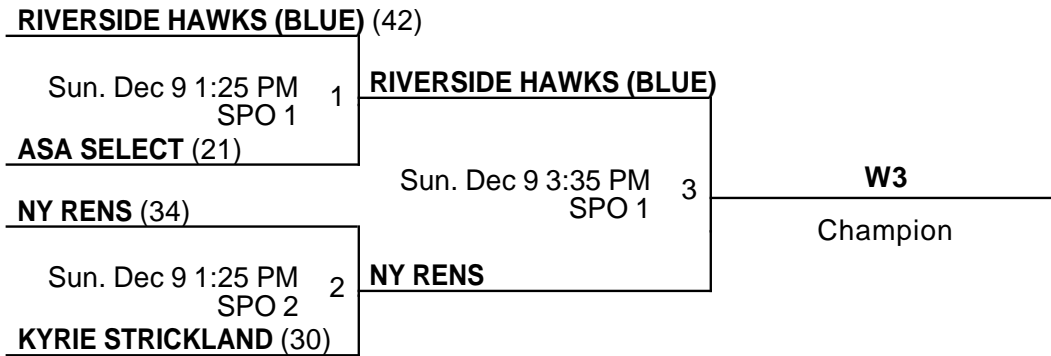 RIVERSIDE HAWKS (BLUE) (42)
Sun. Dec 9 1:25 PM
SPO 1
1
ASA SELECT (21)
RIVERSIDE HAWKS (BLUE)
NY RENS (34)
Sun. Dec 9 1:25 PM
SPO 2
2
KYRIE STRICKLAND (30)
NY RENS
Sun. Dec 9 3:35 PM
SPO 1
3
W3
Champion